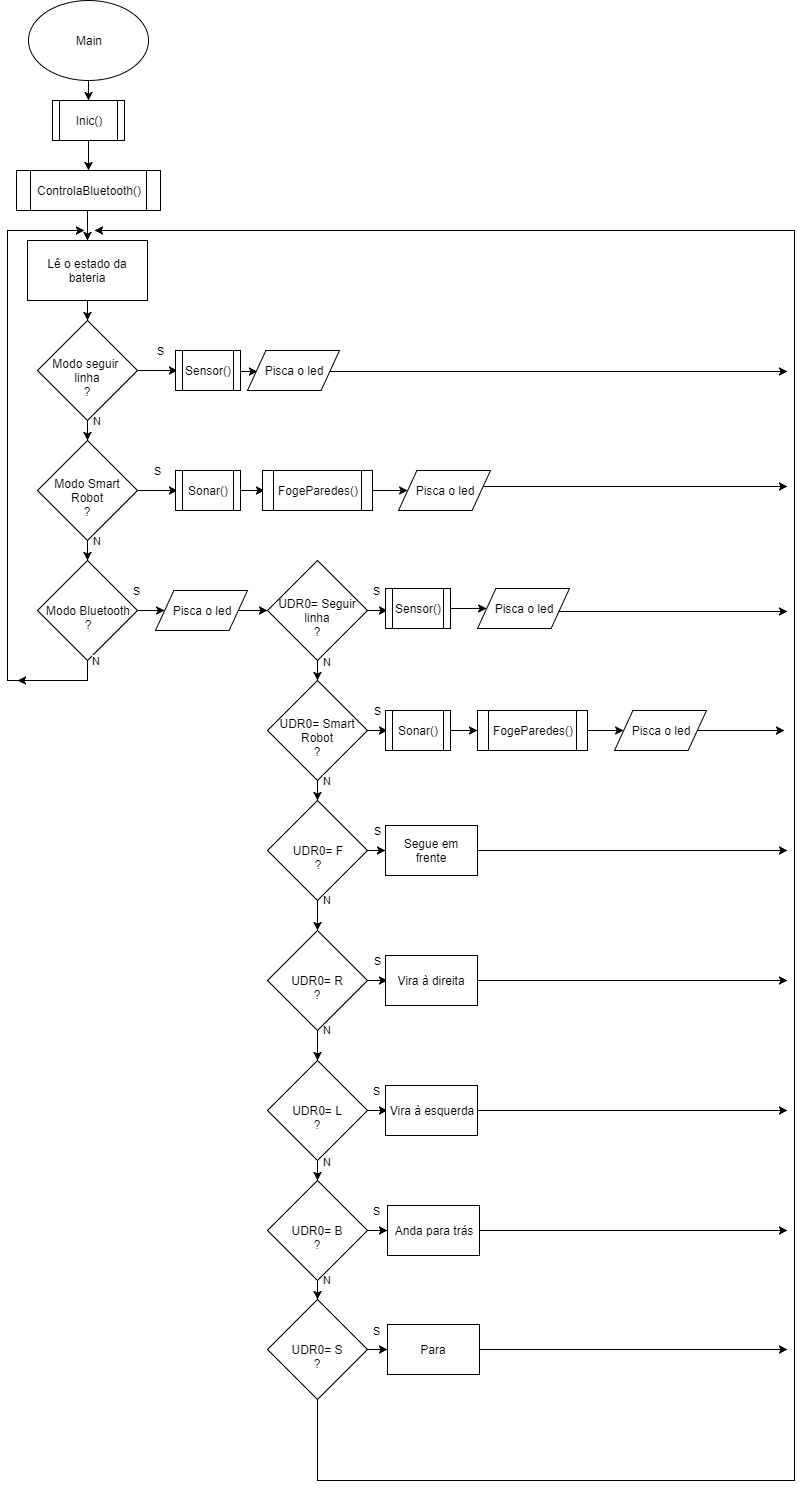 Main
Inic()
ControlaBluetooth()
Lê o estado da
bateria
Modo seguir
linha
?
S
Sensor()
Pisca o led
N
Modo Smart
Robot
?
S
Sonar()
FogeParedes()
Pisca o led
N
Modo Bluetooth
?
S
Pisca o led
N
UDR0= Seguir
linha
?
S
Sensor()
Pisca o led
N
UDR0= Smart
Robot
?
S
Sonar()
FogeParedes()
Pisca o led
N
UDR0= F
?
S
Segue em
frente
N
UDR0= R
?
S
Vira à direita
N
UDR0= L
?
S
Vira à esquerda
N
UDR0= B
?
S
Anda para trás
N
UDR0= S
?
S
Para